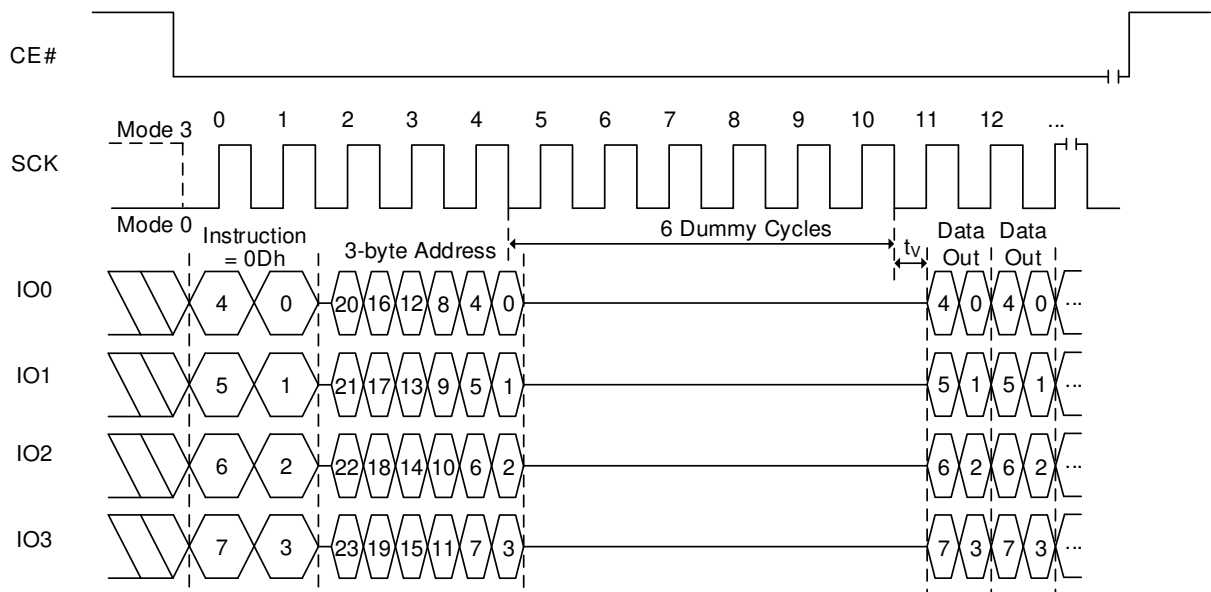 CE#
Mode 3 0 1 2 3 4 5 6 7 8 9 10 11 12 ...
SCK
Mode 0
Instruction = 0Dh
3-byte Address
6 Dummy Cycles
tV
Data Out
Data Out
IO0 4 0 20 16 12 8 4 0 4 0 4 0 ...
IO1 5 1 21 17 13 9 5 1 5 1 5 1 ...
IO2 6 2 22 18 14 10 6 2 6 2 6 2 ...
IO3 7 3 23 19 15 11 7 3 7 3 7 3 ...